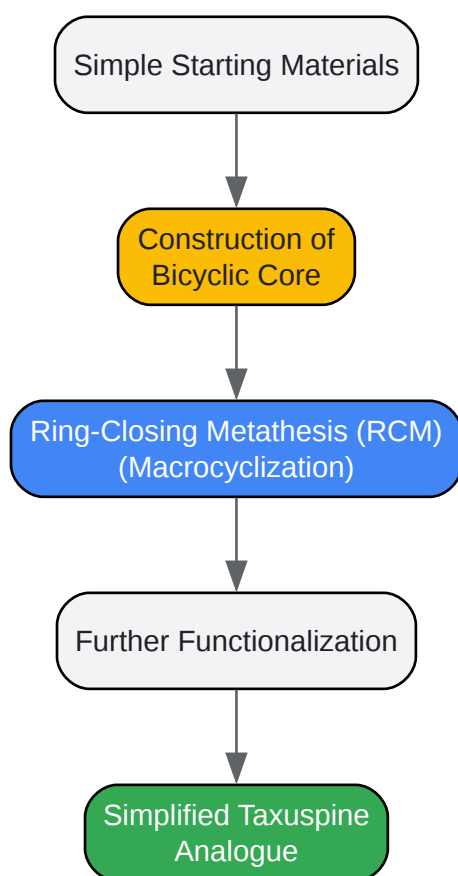 Simple Starting Materials
Construction of
Bicyclic Core
Ring-Closing Metathesis (RCM)
(Macrocyclization)
Further Functionalization
Simplified Taxuspine
Analogue